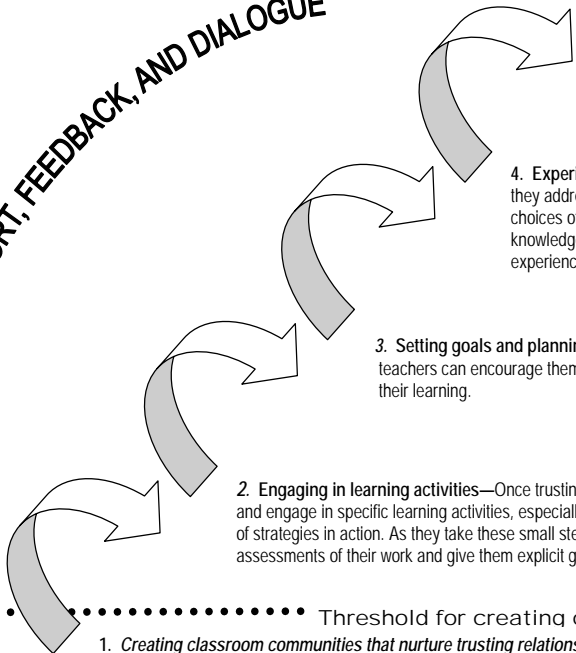 RT, FEEDBACK, AND DIALOGUE
4. Experi
they addre
choices o
knowledge
experienc
3. Setting goals and planning
teachers can encourage them
their learning.
2. Engaging in learning activities—Once trusting
and engage in specific learning activities, especiall
of strategies in action. As they take these small ste
assessments of their work and give them explicit g
Threshold for creating c
1. Creating classroom communities that nurture trusting relations